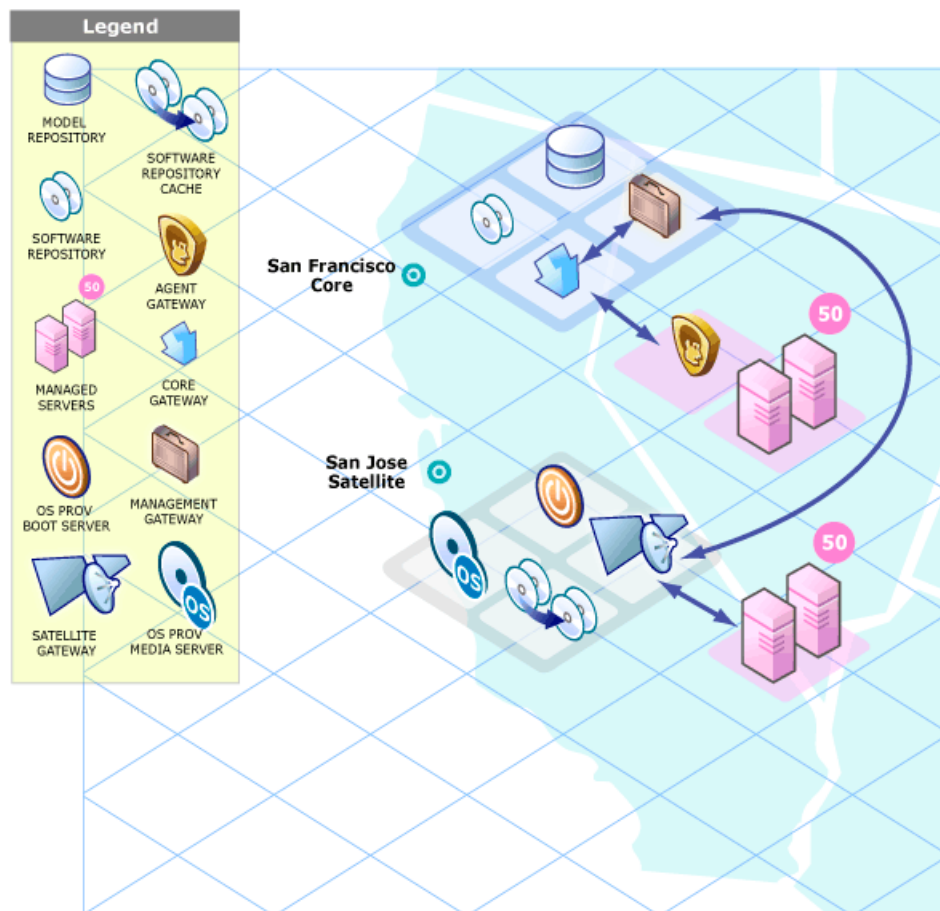 Legend
MODEL
REPOSITORY
SOFTWARE
REPOSITORY
CACHE
SOFTWARE
REPOSITORY
AGENT
GATEWAY
50
MANAGED
SERVERS
CORE
GATEWAY
OS PROV
BOOT SERVER
MANAGEMENT
GATEWAY
SATELLITE
GATEWAY
OS
OS PROV
MEDIA SERVER
San Francisco
Core
50
San Jose
Satellite
OS
50